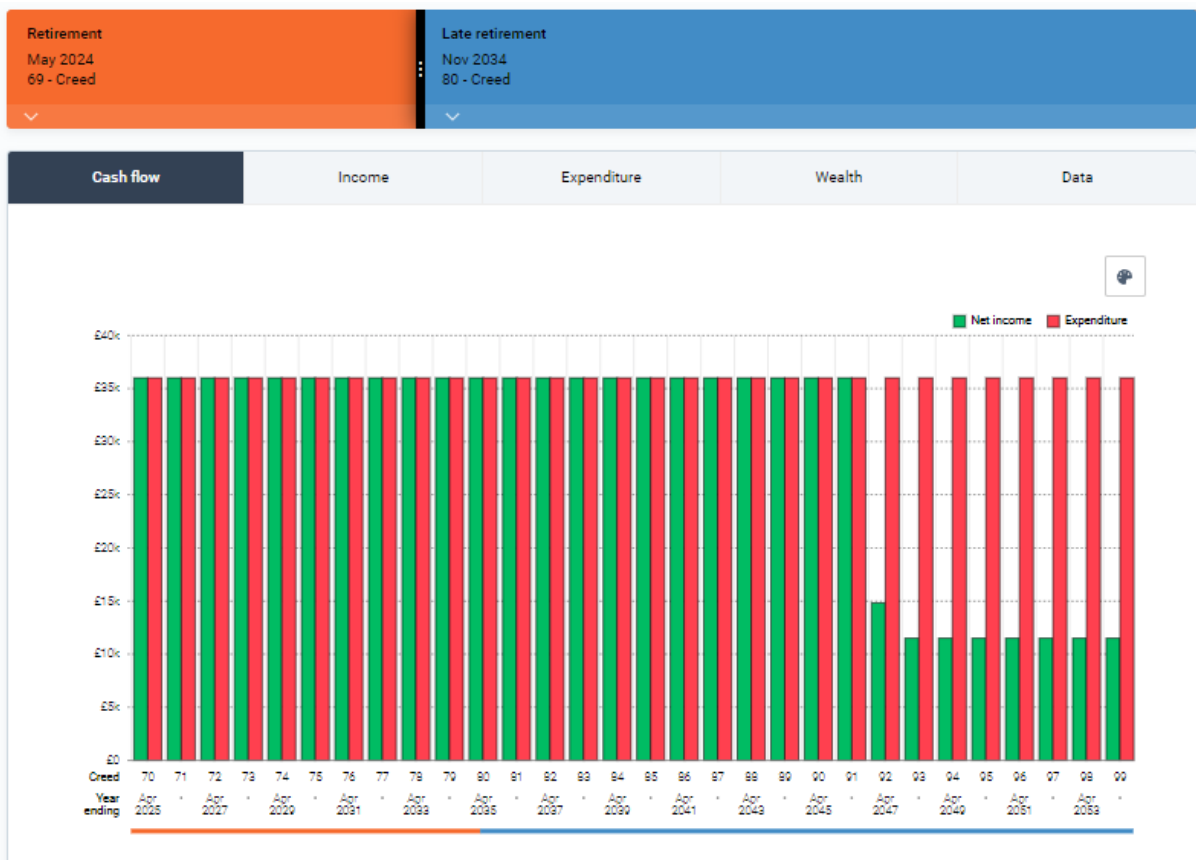 Retirement
May 2024
69 - Creed
Late retirement
Nov 2034
80 - Creed
Cash flow
Income
Expenditure
Wealth
Data
Net income
Expenditure
£40k
£35k
£30k
£25k
£20k
£15k
£10k
£5k
£0
Creed 70 71 72 73 74 75 76 77 78 79 80 81 82 83 84 85 86 87 88 89 90 91 92 93 94 95 96 97 98 99
Year Apr Apr Apr Apr Apr Apr Apr Apr Apr Apr Apr Apr Apr Apr Apr
ending 2025 2027 2029 2031 2033 2035 2037 2039 2041 2043 2045 2047 2049 2051 2053